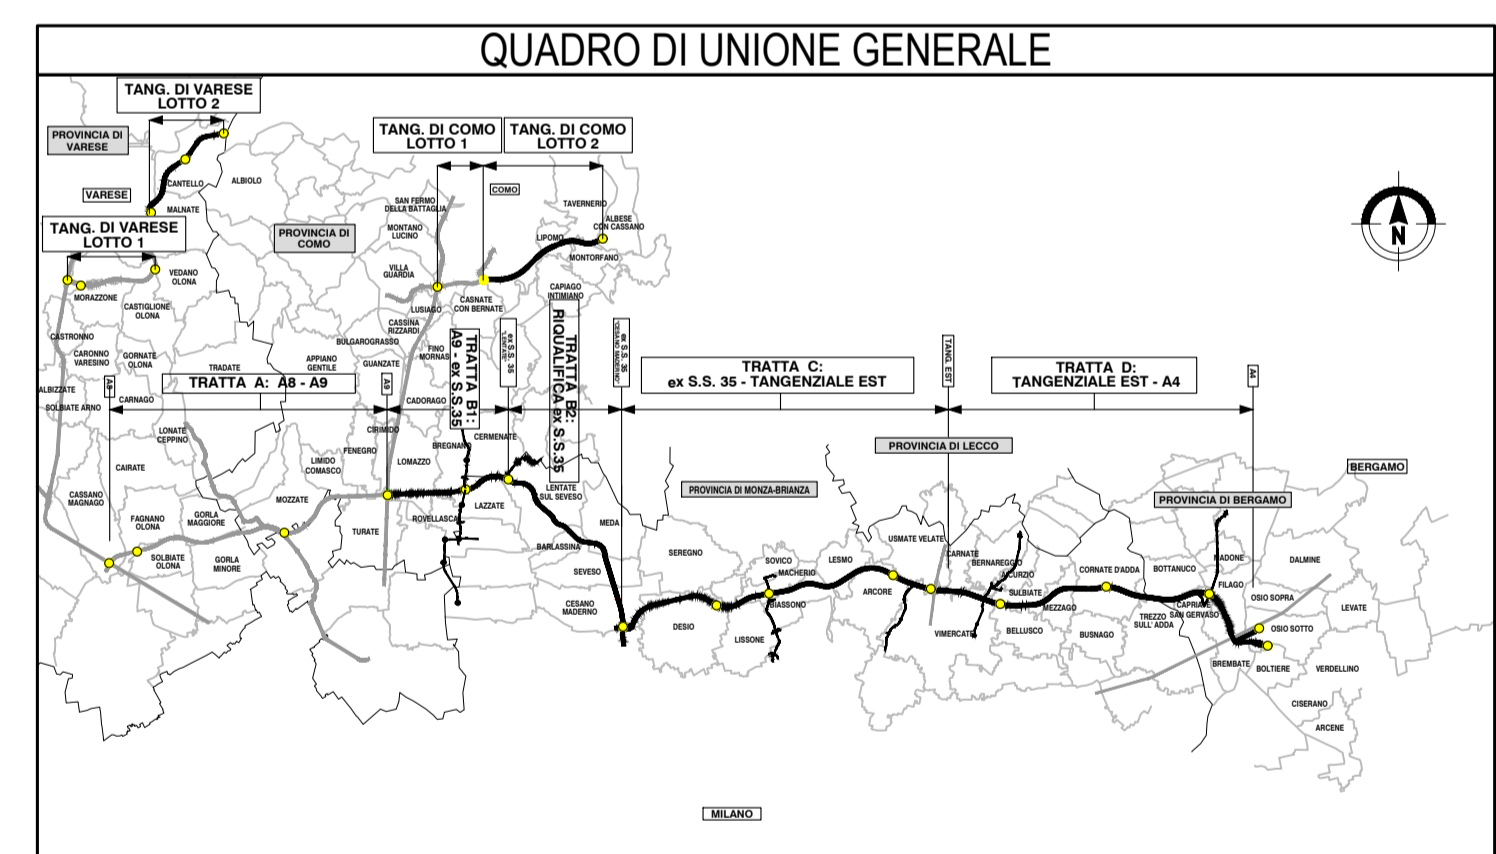 QUADRO DI UNIONE GENERALE
TANG. DI VARESE
LOTTO 2
PROVINCIA DI
VARESE
CANTELLO
ALBIOLO
VARESE
MALNATE
TANG. DI VARESE
LOTTO 1
PROVINCIA DI
COMO
TANG. DI COMO
LOTTO 1
TANG. DI COMO
LOTTO 2
COMO
SAN FERMO
DELLA BATTAGLIA
TAVERNERIO
ALBESE
CON CASSANO
MONTANO
LUCINO
LIPOMO
MONTORFANO
VILLA
GUARDIA
CAPIAGO
INTIMIANO
VEDANO
OLONA
MORAZZONE
CASTIGLIONE
OLONA
LUSIAGO
CASNATE
CON BERNATE
CASSINA
RIZZARDI
BULGAROGRASSO
CASTRONNO
CARONNO
VARESINO
GORNATE
OLONA
TRADATE
APPIANO
GENTILE
GUANZATE
FINO
MORNAS
ALBIZZATE
SOLBIATE ARNO
A8
CARNAGO
TRATTA A: A8 - A9
A9
CADORAGO
TRATTA B1:
A9 - ex S.S.35
ex S.S. 35
"LENTATE"
TRATTA B2:
RIQUALIFICA ex S.S.35
ex S.S. 35
"CESANO MADERNO"
TRATTA C:
ex S.S. 35 - TANGENZIALE EST
TANG. EST
TRATTA D:
TANGENZIALE EST - A4
A4
LONATE
CEPPINO
CIRIMIDO
FENEGRO
BREGNANO
CERMENATE
LIMIDO
COMASCO
LOMAZZO
CAIRATE
PROVINCIA DI LECCO
BERGAMO
CASSANO
MAGNAGO
MOZZATE
LENTATE
SUL SEVESO
PROVINCIA DI MONZA-BRIANZA
PROVINCIA DI BERGAMO
FAGNANO
OLONA
GORLA
MAGGIORE
TURATE
ROVELLASCA
LAZZATE
MEDA
SOLBIATE
OLONA
GORLA
MINORE
BARLASSINA
SEVESO
SEREGNO
SOVICO
MACHERIO
LESMO
USMATE VELATE
CARNATE
BERNAREGGIO
AICURZIO
CORNATE D'ADDA
BOTTANUCO
MADONE
DALMINE
FILAGO
OSIO SOPRA
CESANO
MADERNO
DESIO
BIASSONO
LISSONE
ARCORE
SULBIATE
MEZZAGO
VIMERCATE
BELLUSCO
BUSNAGO
TREZZO
SULL' ADDA
CAPRIATE
SAN GERVASO
LEVATE
OSIO SOTTO
BREMBATE
BOLTIERE
VERDELLINO
CISERANO
ARCENE
MILANO
N